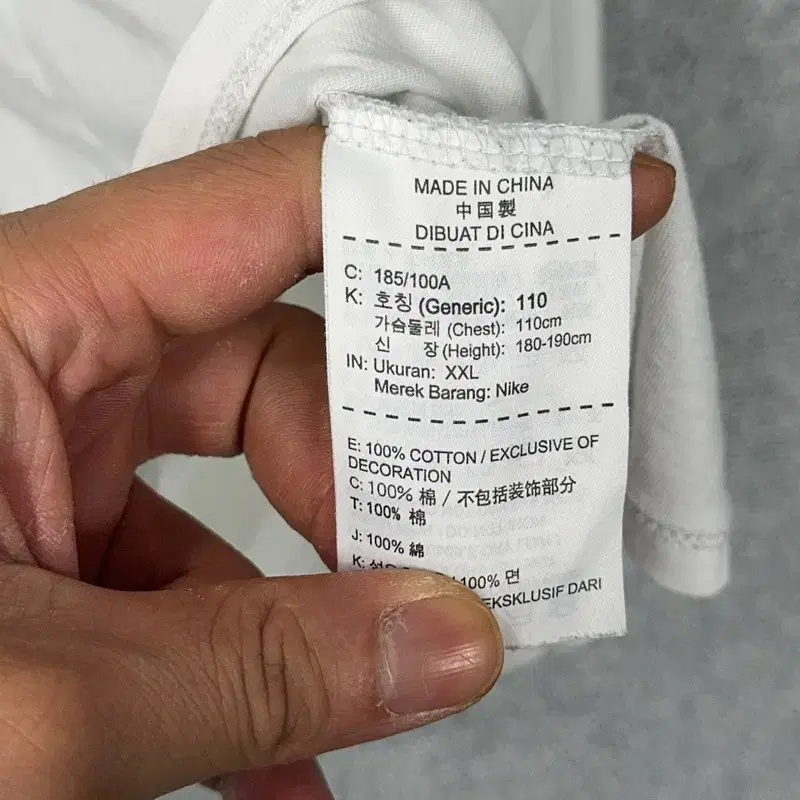 MADE IN CHINA
中国製
DIBUAT DI CINA
C: 185/100A
K: 호칭 (Generic): 110
가슴둘레 (Chest): 110cm
신 장 (Height): 180-190cm
IN: Ukuran: XXL
Merek Barang: Nike
E: 100% COTTON / EXCLUSIVE OF
DECORATION
C: 100% 棉 / 不包括装饰部分
T: 100% 棉
J: 100% 綿
K: /100% 면
EKSKLUSIF DARI